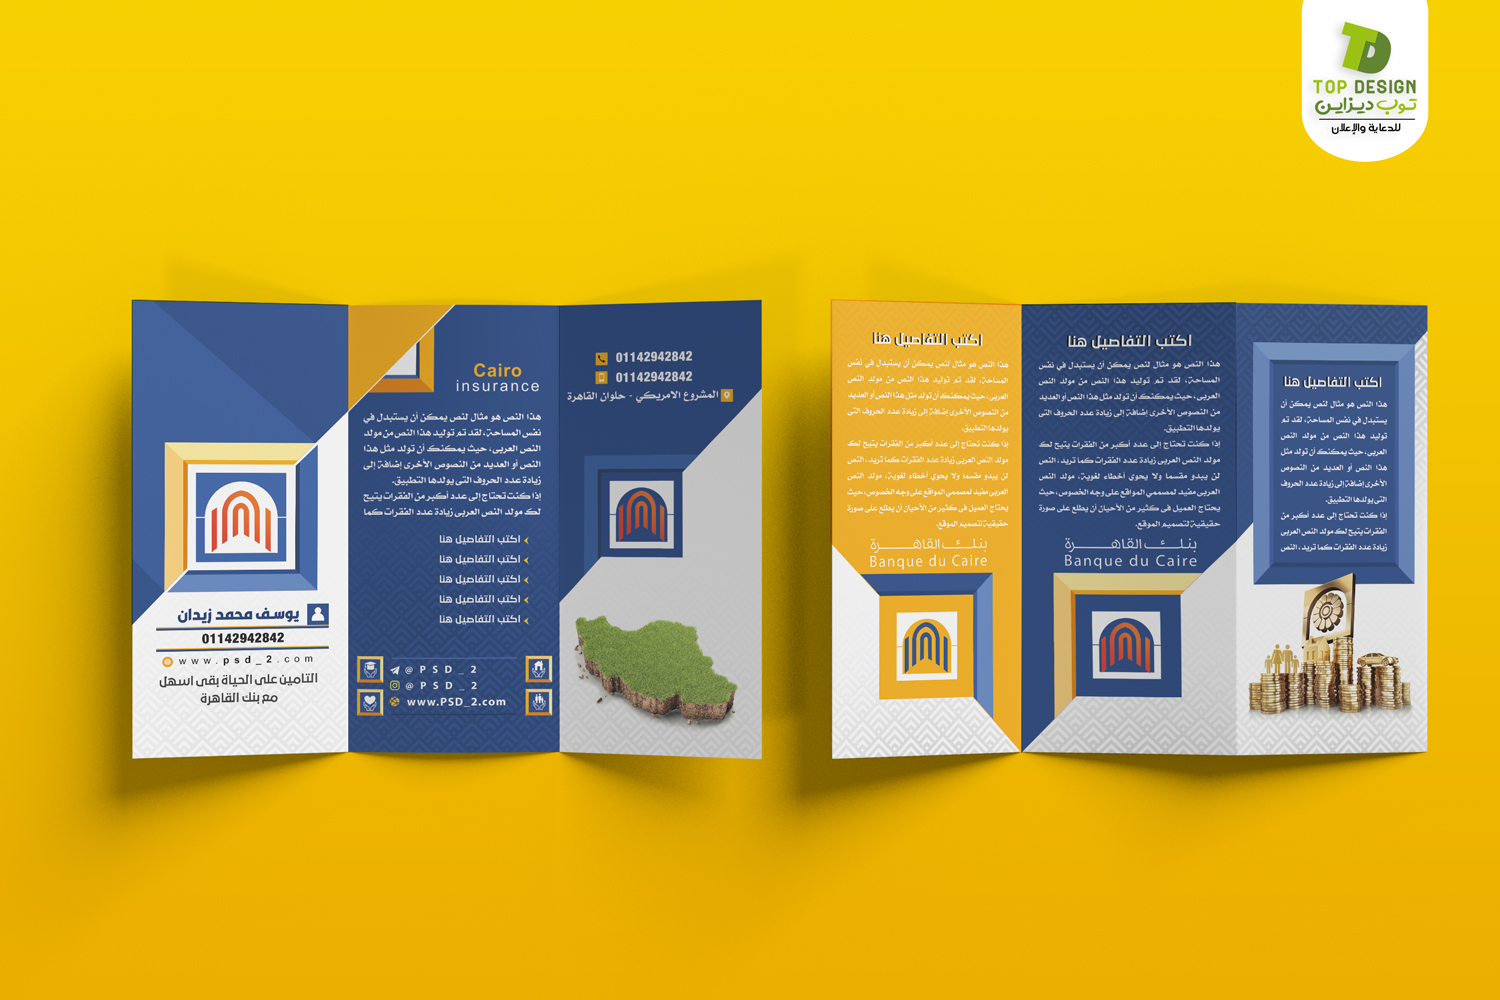 TOP DESIGN
توب ديزاين
للدعاية والإعلان
يوسف محمد زيدان
01142942842
www.psd_2.com
التامين على الحياة بقى اسهل
مع بنك القاهرة
Cairo
insurance
هذا النص هو مثال لنص يمكن أن يستبدل في
نفس المساحة، لقد تم توليد هذا النص من مولد
النص العربى، حيث يمكنك أن تولد مثل هذا
النص أو العديد من النصوص الأخرى إضافة إلى
زيادة عدد الحروف التى يولدها التطبيق.
إذا كنت تحتاج إلى عدد أكبر من الفقرات يتيح
لك مولد النص العربى زيادة عدد الفقرات كما
اكتب التفاصيل هنا
اكتب التفاصيل هنا
اكتب التفاصيل هنا
اكتب التفاصيل هنا
اكتب التفاصيل هنا
@PSD_2
@PSD_2
www.PSD_2.com
01142942842
01142942842
المشروع الامريكي - حلوان القاهرة
اكتب التفاصيل هنا
هذا النص هو مثال لنص يمكن أن يستبدل في نفس
المساحة، لقد تم توليد هذا النص من مولد النص
العربى، حيث يمكنك أن تولد مثل هذا النص أو العديد
من النصوص الأخرى إضافة إلى زيادة عدد الحروف التى
يولدها التطبيق.
إذا كنت تحتاج إلى عدد أكبر من الفقرات يتيح لك
مولد النص العربى زيادة عدد الفقرات كما تريد، النص
لن يبدو مقسما ولا يحوي أخطاء لغوية، مولد النص
العربى مفيد لمصممي المواقع على وجه الخصوص، حيث
يحتاج العميل فى كثير من الأحيان أن يطلع على صورة
حقيقية لتصميم الموقع.
بنك القاهرة
Banque du Caire
اكتب التفاصيل هنا
هذا النص هو مثال لنص يمكن أن يستبدل في نفس
المساحة، لقد تم توليد هذا النص من مولد النص
العربى، حيث يمكنك أن تولد مثل هذا النص أو العديد
من النصوص الأخرى إضافة إلى زيادة عدد الحروف التى
يولدها التطبيق.
إذا كنت تحتاج إلى عدد أكبر من الفقرات يتيح لك
مولد النص العربى زيادة عدد الفقرات كما تريد، النص
لن يبدو مقسما ولا يحوي أخطاء لغوية، مولد النص
العربى مفيد لمصممي المواقع على وجه الخصوص، حيث
يحتاج العميل فى كثير من الأحيان أن يطلع على صورة
حقيقية لتصميم الموقع.
بنك القاهرة
Banque du Caire
اكتب التفاصيل هنا
هذا النص هو مثال لنص يمكن أن
يستبدل في نفس المساحة، لقد تم
توليد هذا النص من مولد النص
العربى، حيث يمكنك أن تولد مثل
هذا النص أو العديد من النصوص
الأخرى إضافة إلى زيادة عدد الحروف
التى يولدها التطبيق.
إذا كنت تحتاج إلى عدد أكبر من
الفقرات يتيح لك مولد النص العربى
زيادة عدد الفقرات كما تريد، النص